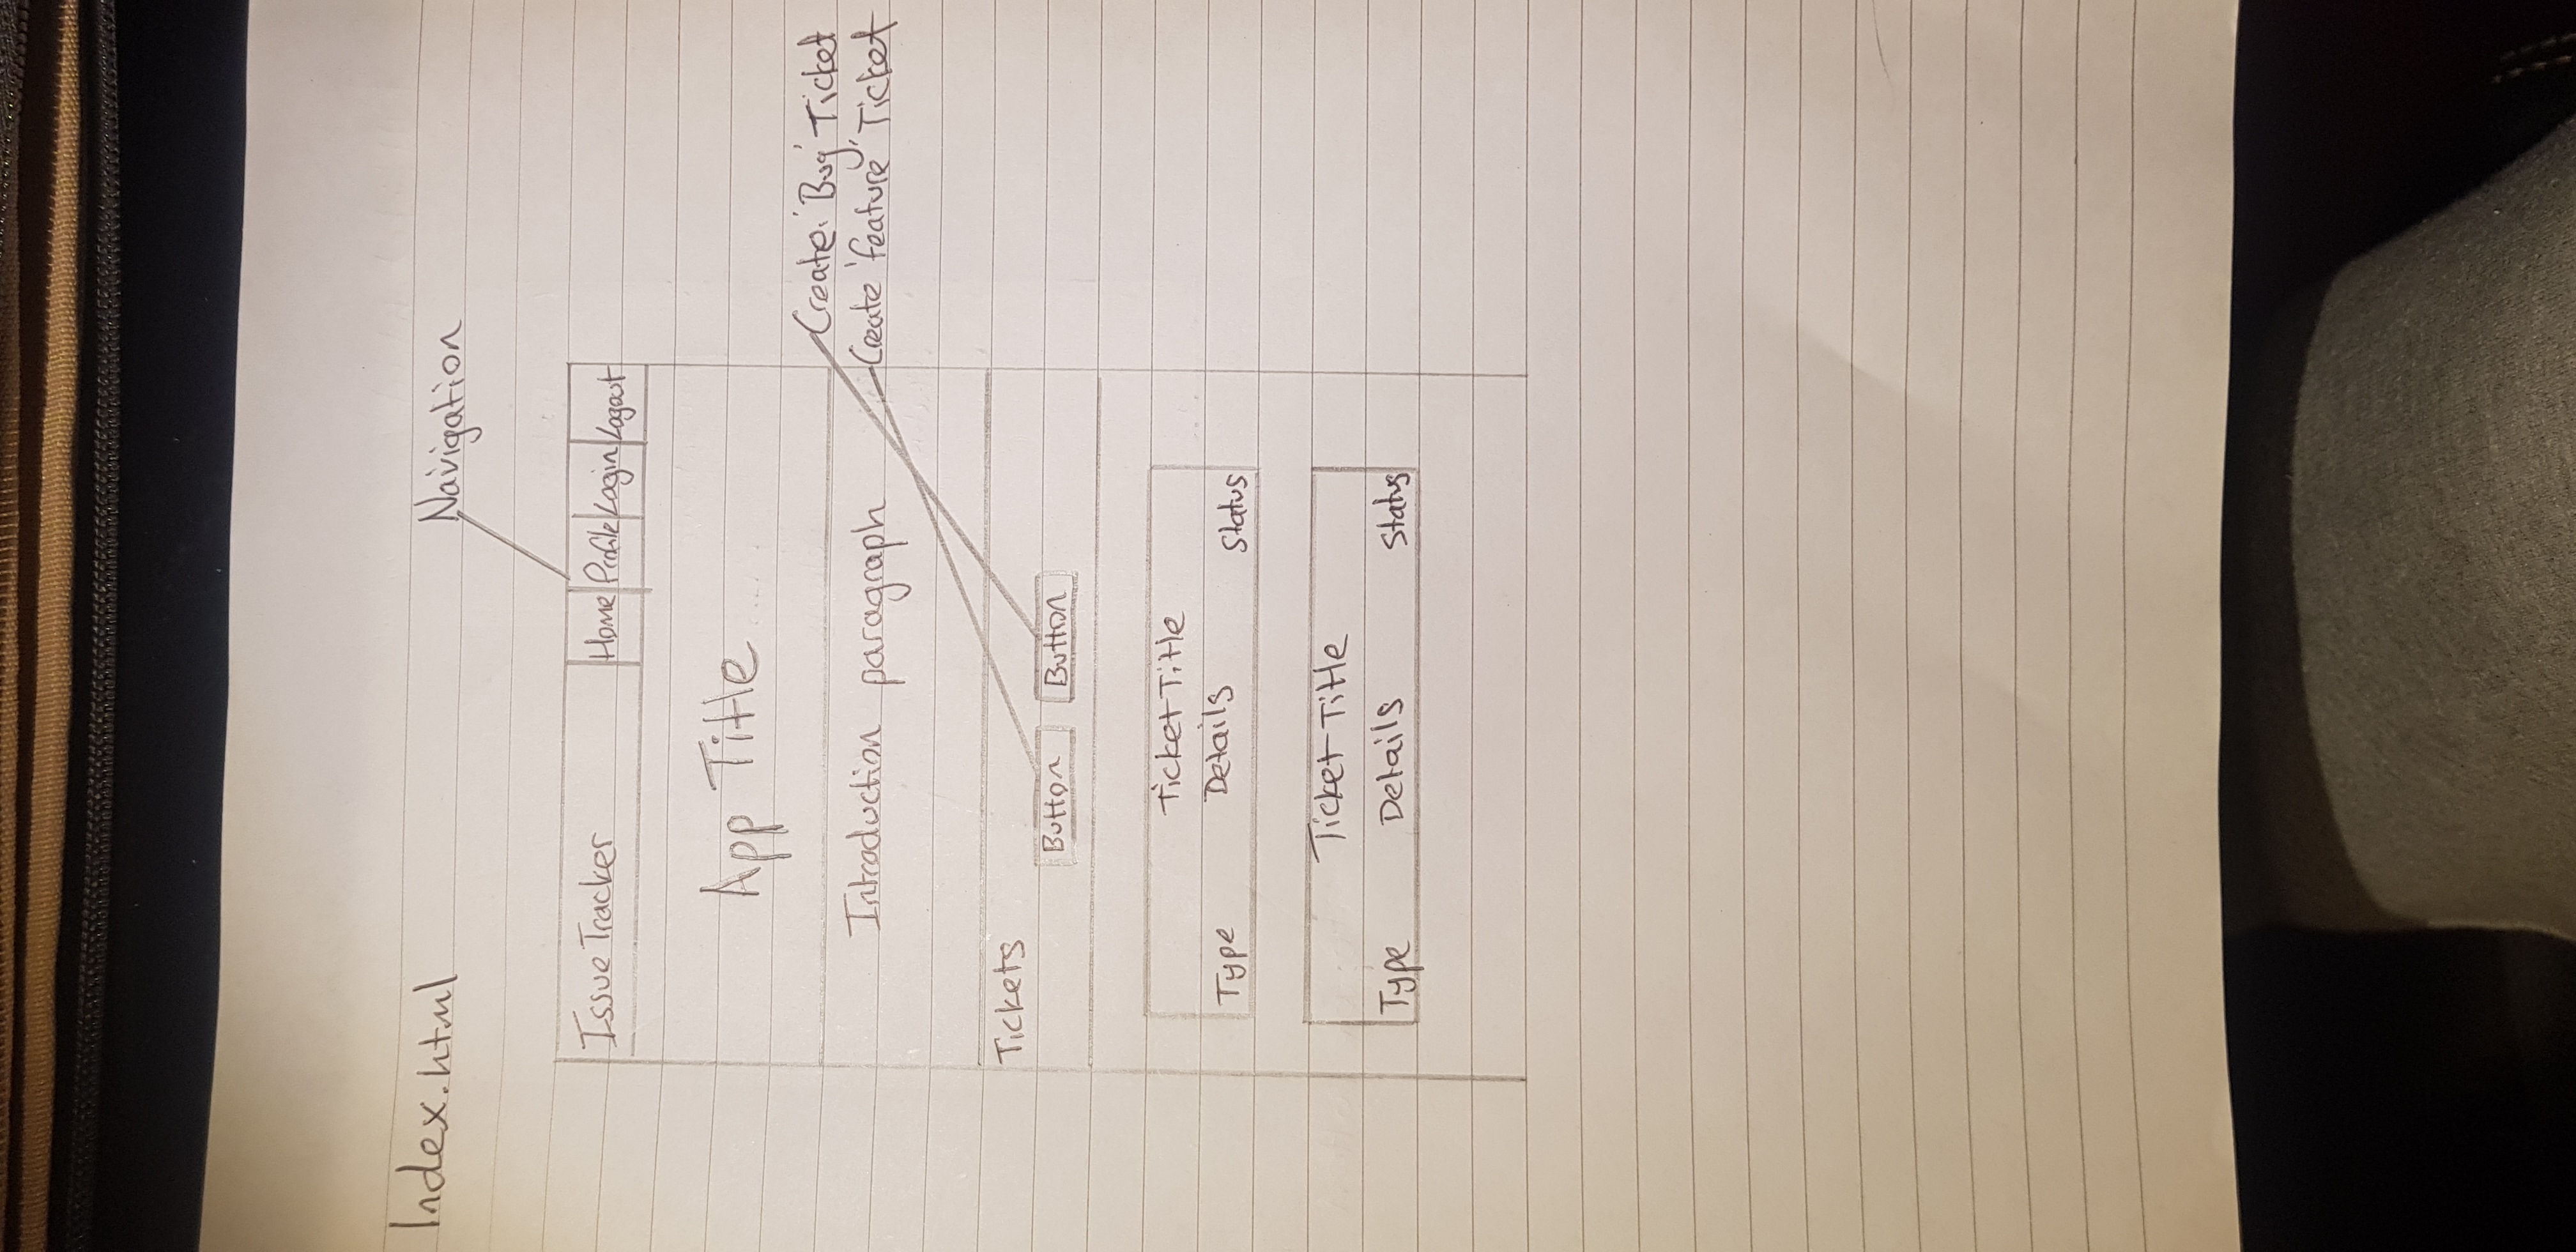 Index.html
Navigation
Issue Tracker Home Profile Login Logout
App Title
Create 'Bug' Ticket
Introduction paragraph
Create 'feature' Ticket
Tickets
Button Button
Ticket Title
Type Details Status
Ticket Title
Type Details Status